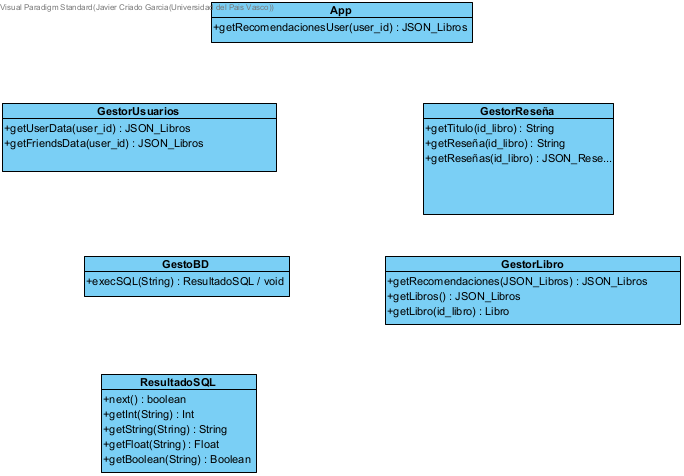 Visual Paradigm Standard(Javier Criado Garcia(Universidad del Pais Vasco))
App
+getRecomendacionesUser(user_id) : JSON_Libros
GestorUsuarios
+getUserData(user_id) : JSON_Libros
+getFriendsData(user_id) : JSON_Libros
GestorReseña
+getTitulo(id_libro) : String
+getReseña(id_libro) : String
+getReseñas(id_libro) : JSON_Rese...
GestoBD
+execSQL(String) : ResultadoSQL / void
GestorLibro
+getRecomendaciones(JSON_Libros) : JSON_Libros
+getLibros() : JSON_Libros
+getLibro(id_libro) : Libro
ResultadoSQL
+next() : boolean
+getInt(String) : Int
+getString(String) : String
+getFloat(String) : Float
+getBoolean(String) : Boolean